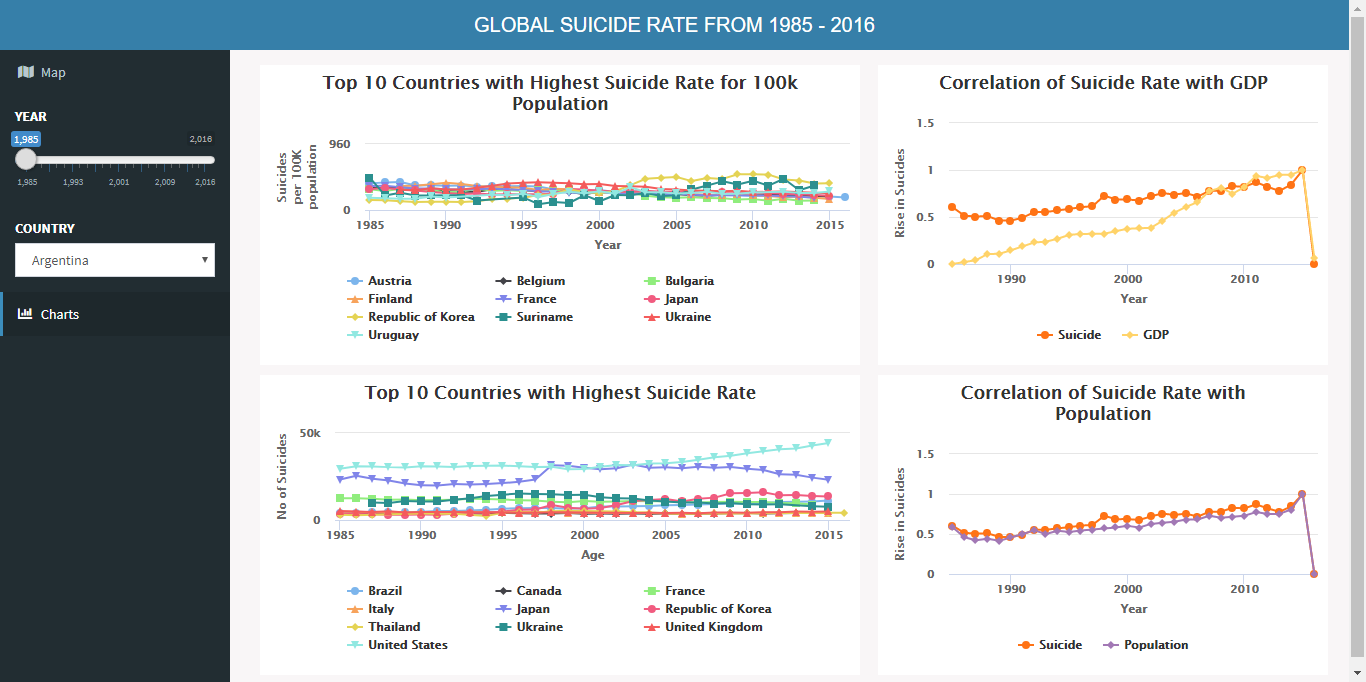 GLOBAL SUICIDE RATE FROM 1985 - 2016
Map
YEAR
1,985
2,016
1,985 1,993 2,001 2,009 2,016
COUNTRY
Argentina
Charts
Top 10 Countries with Highest Suicide Rate for 100k
Population
Suicides
per 100K
population
960
0
1985 1990 1995 2000 2005 2010 2015
Year
Austria Belgium Bulgaria
Finland France Japan
Republic of Korea Suriname Ukraine
Uruguay
Correlation of Suicide Rate with GDP
Rise in Suicides
1.5
1
0.5
0
1990 2000 2010
Year
Suicide GDP
Top 10 Countries with Highest Suicide Rate
No of Suicides
50k
0
1985 1990 1995 2000 2005 2010 2015
Age
Brazil Canada France
Italy Japan Republic of Korea
Thailand Ukraine United Kingdom
United States
Correlation of Suicide Rate with
Population
Rise in Suicides
1.5
1
0.5
0
1990 2000 2010
Year
Suicide Population